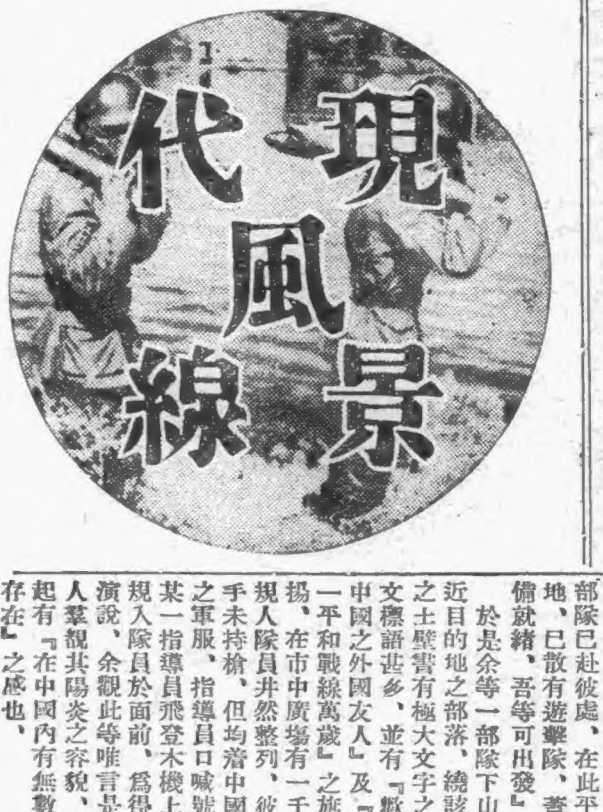 現代
風
景線
部隊已赴彼處、在此平
地、已散有遊擊隊、
備就緒、吾等可出發」
於是余等一部隊下山
近目的地之部落、繞
之土壁書有極大文字之
文標語甚多、並有『歡
中國之外國友人』及『
一平和戰線萬歲』之旗
揚、在市中廣場有一千
規人隊員井然整列、彼
手未持槍、但均着中國
之軍服、指導員口喊號
某一指導員飛登木機上
規入隊員於面前、爲得
演說、余觀此等唯言是
人羣覩其陽炎之容貌、
起有『在中國內有無數
存在』之感也、